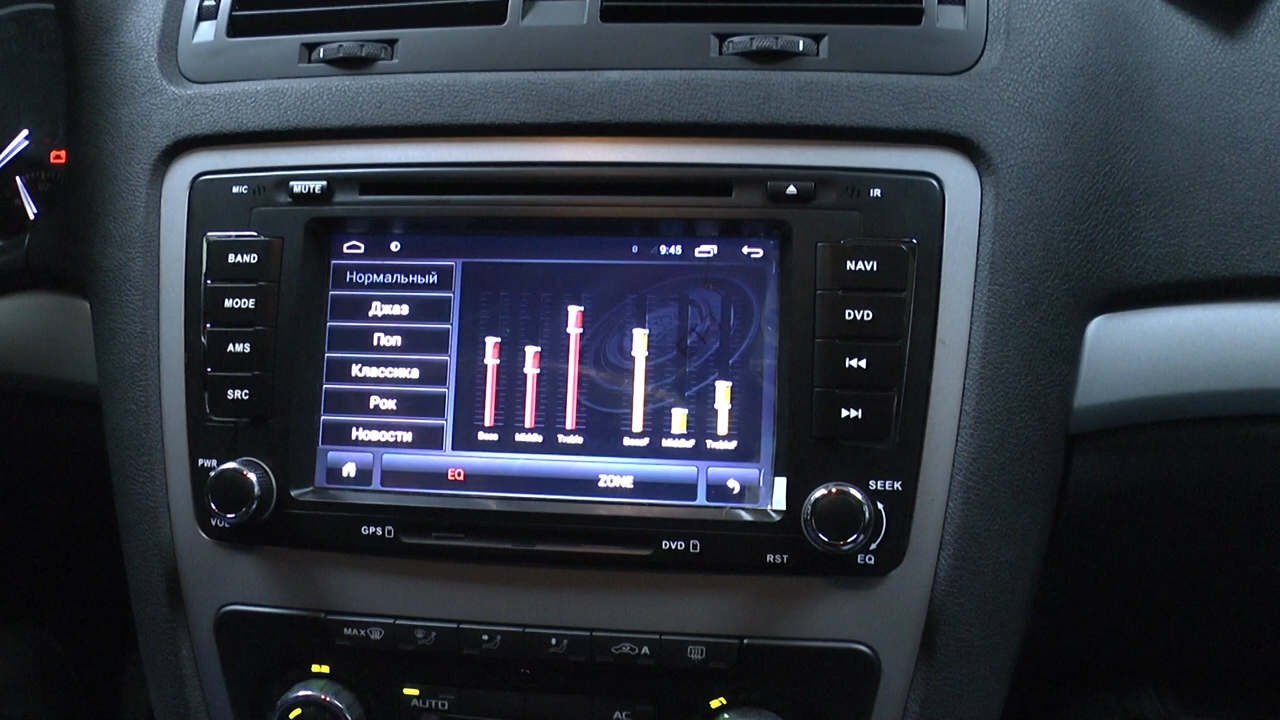 MIC MUTE IR
BAND
MODE
AMS
SRC
9:45
Нормальный
Джаз
Поп
Классика
Рок
Новости
Bass Middle Treble
EQ ZONE
NAVI
DVD
PWR
VOL
SEEK
EQ
GPS DVD
RST
MAX A
AUTO AC